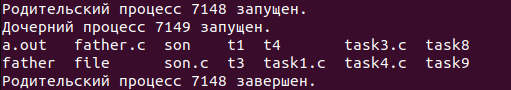 Родительский процесс 7148 запущен.
Дочерний процесс 7149 запущен.
a.out father.c son t1 t4 task3.c task8
father file son.c t3 task1.c task4.c task9
Родительский процесс 7148 завершен.